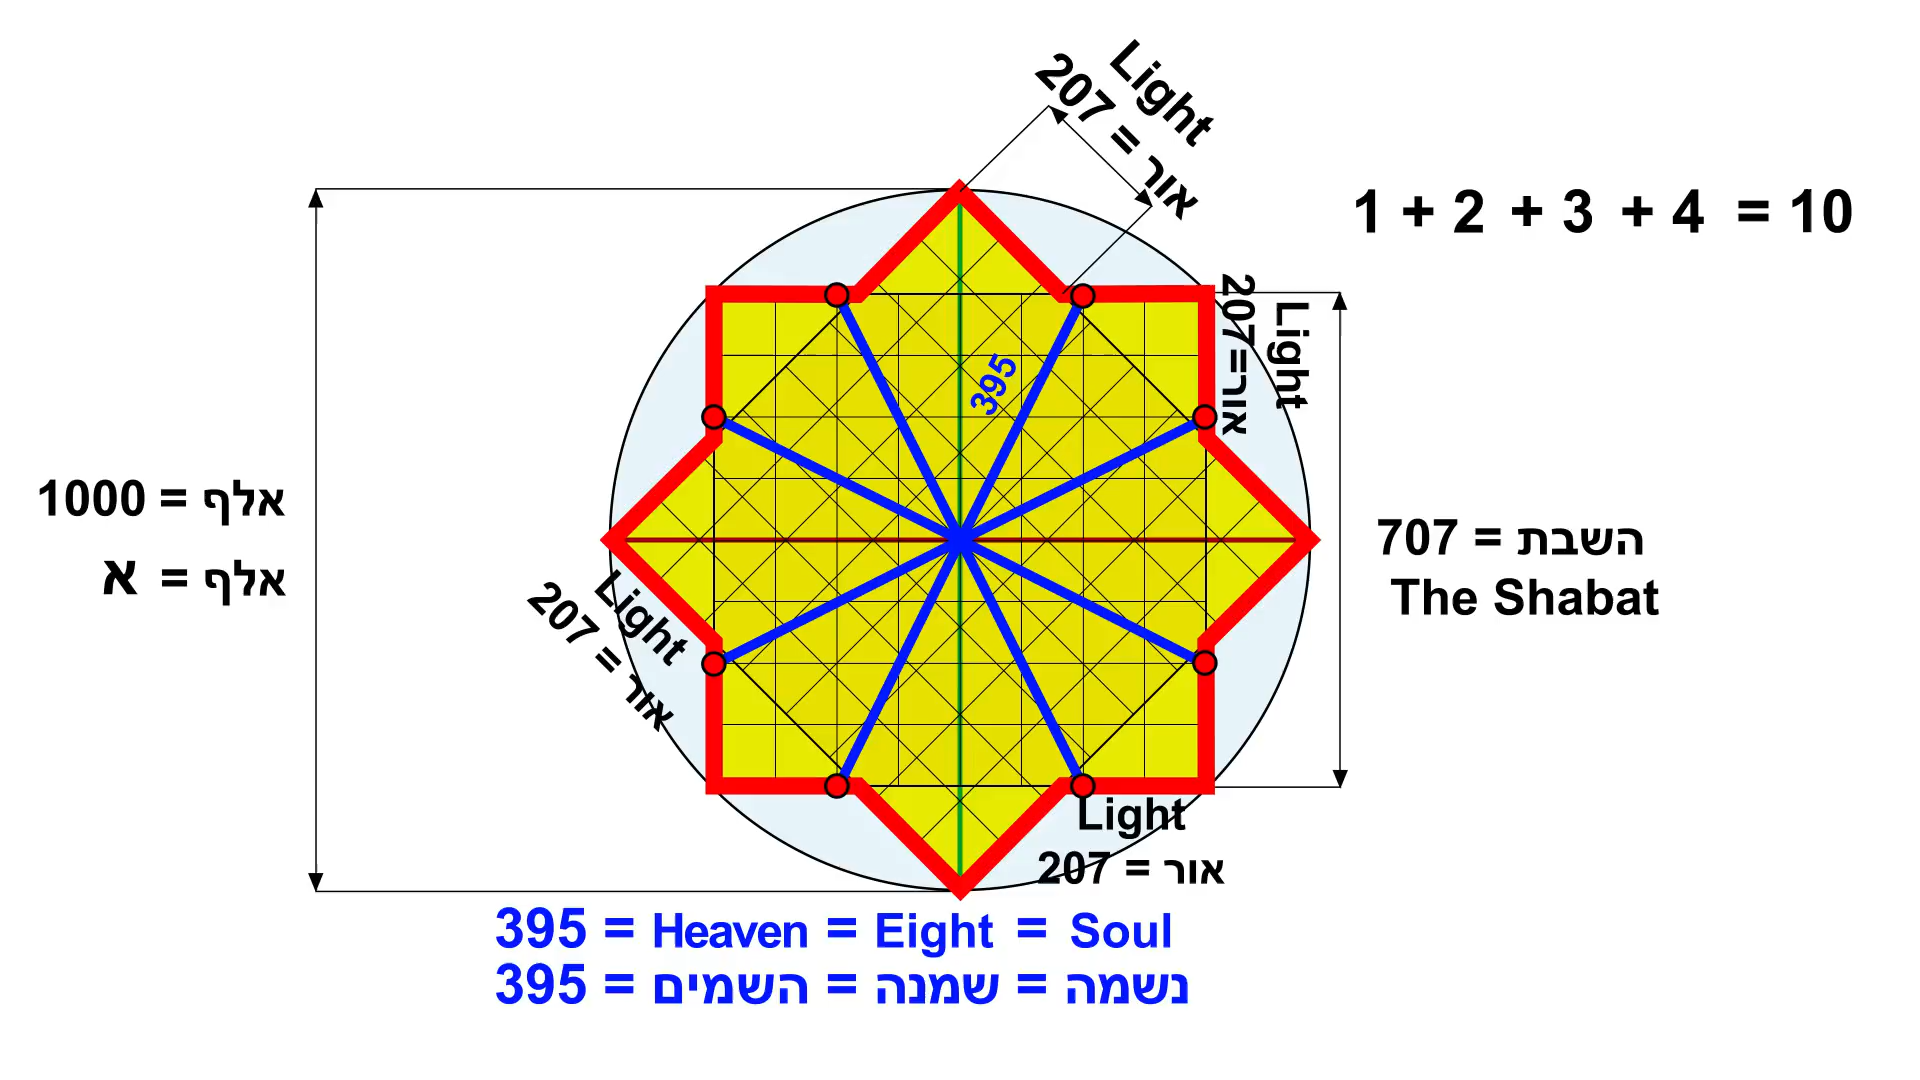 Light
207 = אור
1 + 2 + 3 + 4 = 10
Light
207=אור
395
1000 = אלף
א = אלף
707 = השבת
The Shabat
Light
207 = אור
Light
207 = אור
395 = Heaven = Eight = Soul
395 = השמים = שמנה = נשמה